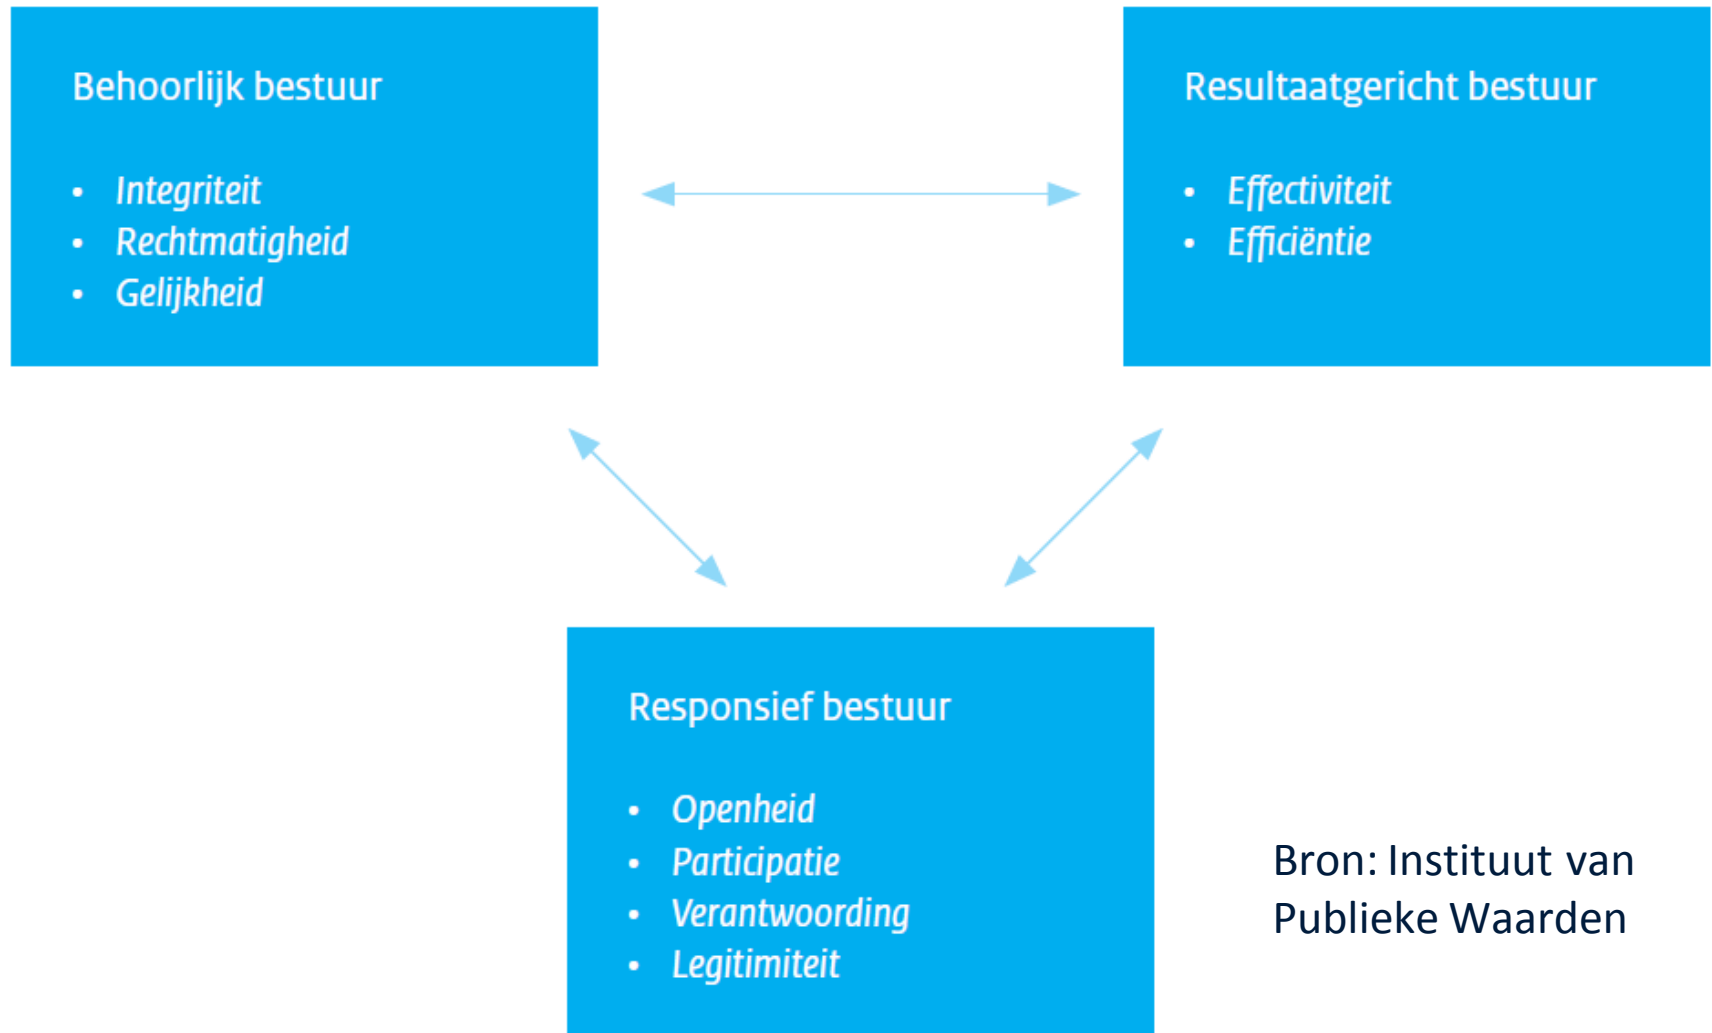 Behoorlijk bestuur
• Integriteit
• Rechtmatigheid
• Gelijkheid
Resultaatgericht bestuur
• Effectiviteit
• Efficiëntie
Responsief bestuur
• Openheid
• Participatie
• Verantwoording
• Legitimiteit
Bron: Instituut van
Publieke Waarden